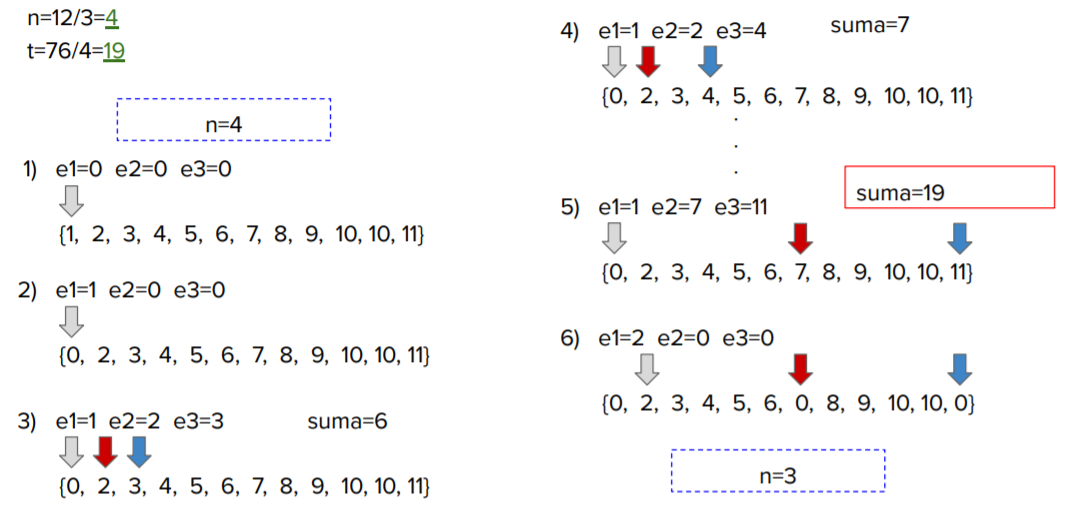 n=12/3=4
t=76/4=19
n=4
1) e1=0 e2=0 e3=0
{1, 2, 3, 4, 5, 6, 7, 8, 9, 10, 10, 11}
2) e1=1 e2=0 e3=0
{0, 2, 3, 4, 5, 6, 7, 8, 9, 10, 10, 11}
3) e1=1 e2=2 e3=3 suma=6
{0, 2, 3, 4, 5, 6, 7, 8, 9, 10, 10, 11}
4) e1=1 e2=2 e3=4 suma=7
{0, 2, 3, 4, 5, 6, 7, 8, 9, 10, 10, 11}
.
.
.
suma=19
5) e1=1 e2=7 e3=11
{0, 2, 3, 4, 5, 6, 7, 8, 9, 10, 10, 11}
6) e1=2 e2=0 e3=0
{0, 2, 3, 4, 5, 6, 0, 8, 9, 10, 10, 0}
n=3